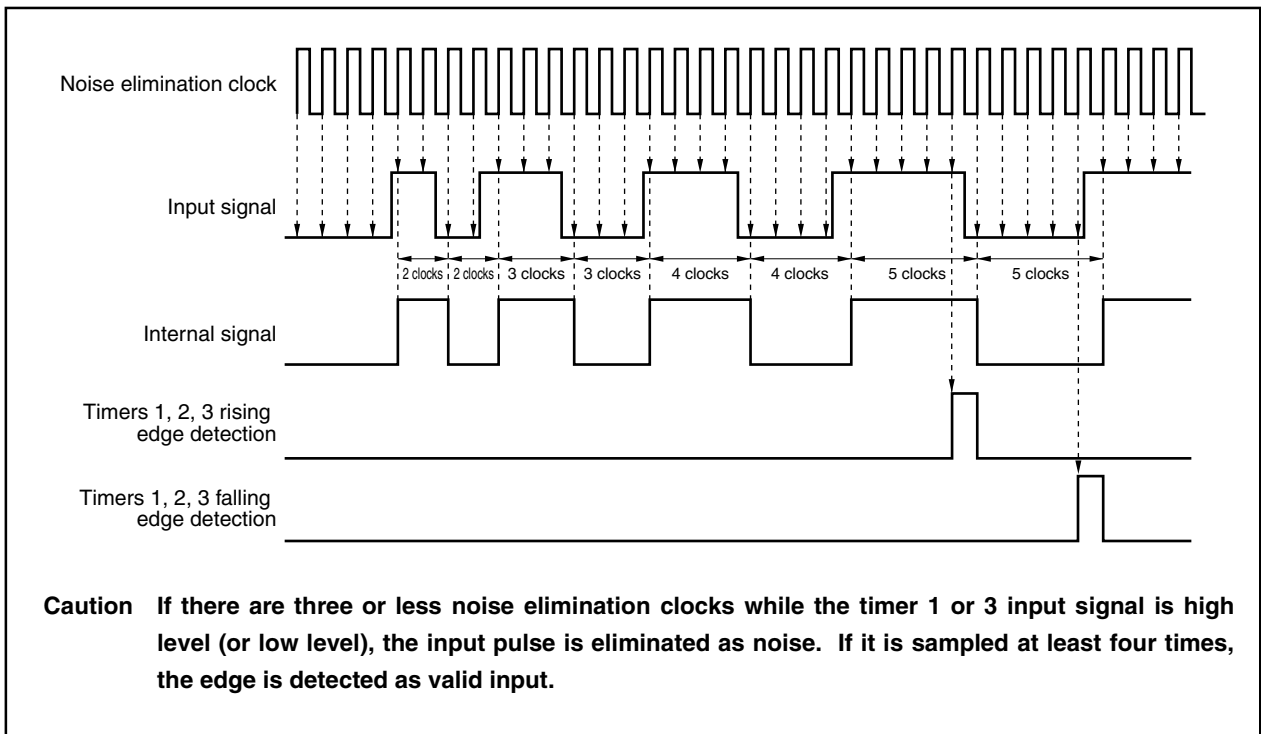 Noise elimination clock
Input signal
2 clocks 2 clocks 3 clocks 3 clocks 4 clocks 4 clocks 5 clocks 5 clocks
Internal signal
Timers 1, 2, 3 rising
edge detection
Timers 1, 2, 3 falling
edge detection
Caution If there are three or less noise elimination clocks while the timer 1 or 3 input signal is high
level (or low level), the input pulse is eliminated as noise. If it is sampled at least four times,
the edge is detected as valid input.